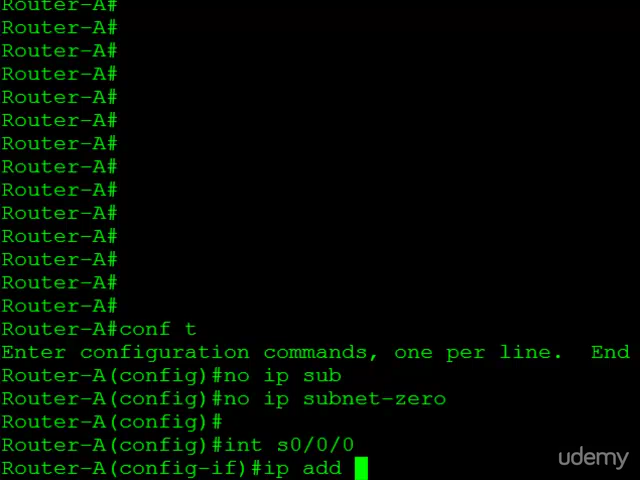 Router-A#
Router-A#
Router-A#
Router-A#
Router-A#
Router-A#
Router-A#
Router-A#
Router-A#
Router-A#
Router-A#
Router-A#
Router-A#
Router-A#
Router-A#conf t
Enter configuration commands, one per line.  End
Router-A(config)#no ip sub
Router-A(config)#no ip subnet-zero
Router-A(config)#
Router-A(config)#int s0/0/0
Router-A(config-if)#ip add
udemy